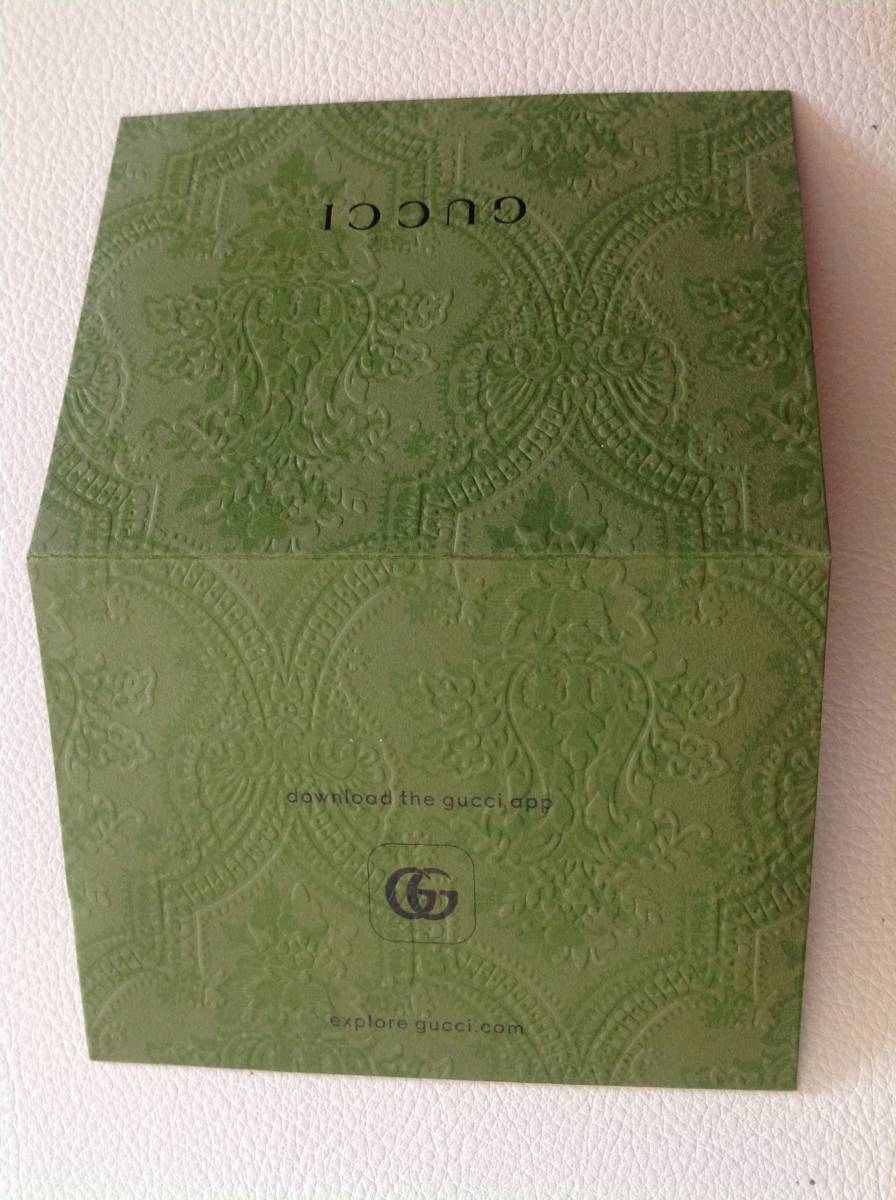 GUCCI
download the gucci app
GG
explore gucci.com